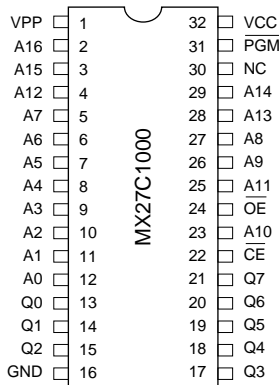 VPP 1 32 VCC
A16 2 31 P̅G̅M̅
A15 3 30 NC
A12 4 29 A14
A7 5 28 A13
A6 6 27 A8
A5 7 26 A9
A4 8 25 A11
A3 9 24 O̅E̅
A2 10 23 A10
A1 11 22 C̅E̅
A0 12 21 Q7
Q0 13 20 Q6
Q1 14 19 Q5
Q2 15 18 Q4
GND 16 17 Q3
MX27C1000